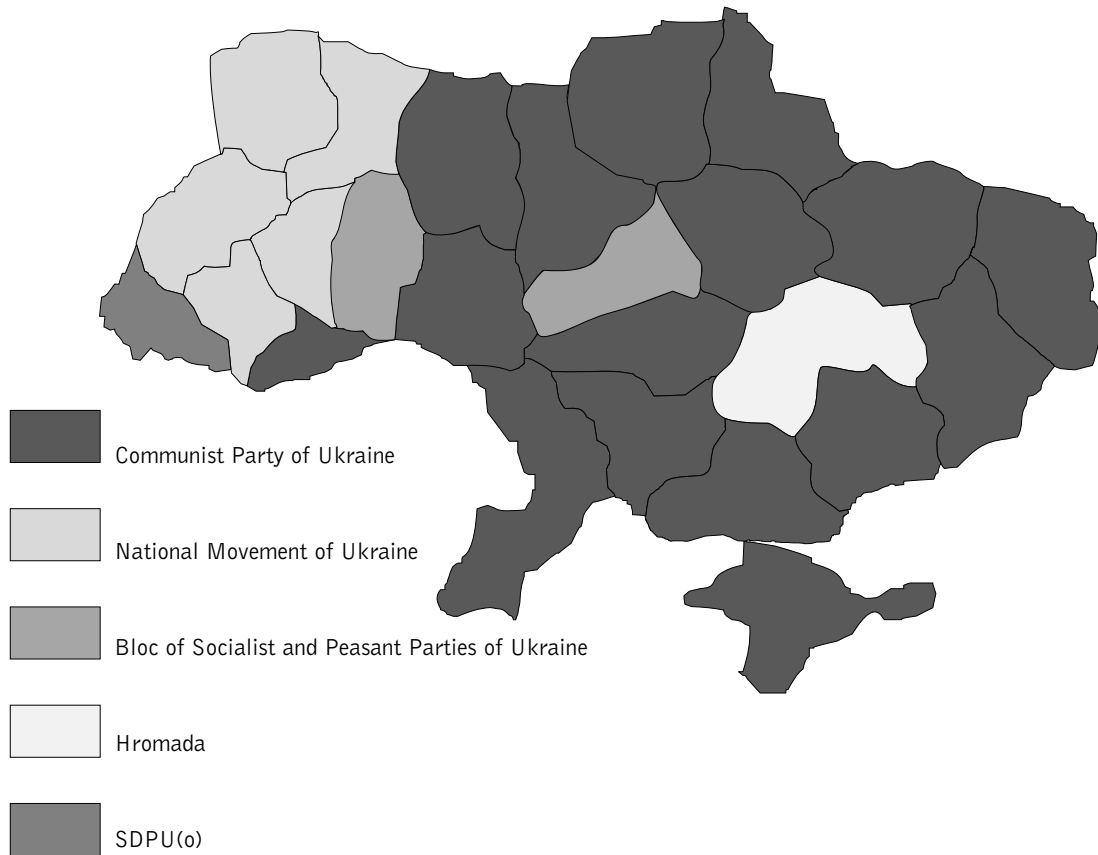 Communist Party of Ukraine
National Movement of Ukraine
Bloc of Socialist and Peasant Parties of Ukraine
Hromada
SDPU(o)